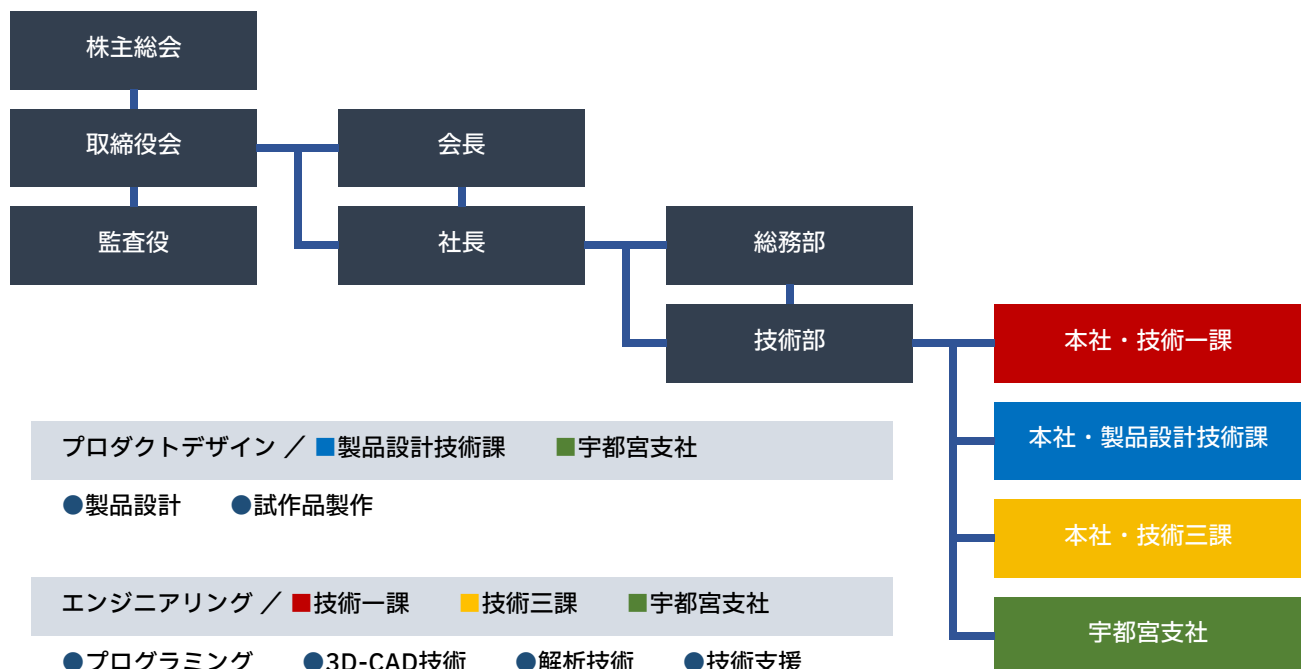 株主総会
取締役会
会長
監査役
社長
総務部
技術部
本社・技術一課
本社・製品設計技術課
本社・技術三課
宇都宮支社
プロダクトデザイン / ■製品設計技術課 ■宇都宮支社
●製品設計 ●試作品製作
エンジニアリング / ■技術一課 ■技術三課 ■宇都宮支社
●プログラミング ●3D-CAD技術 ●解析技術 ●技術支援